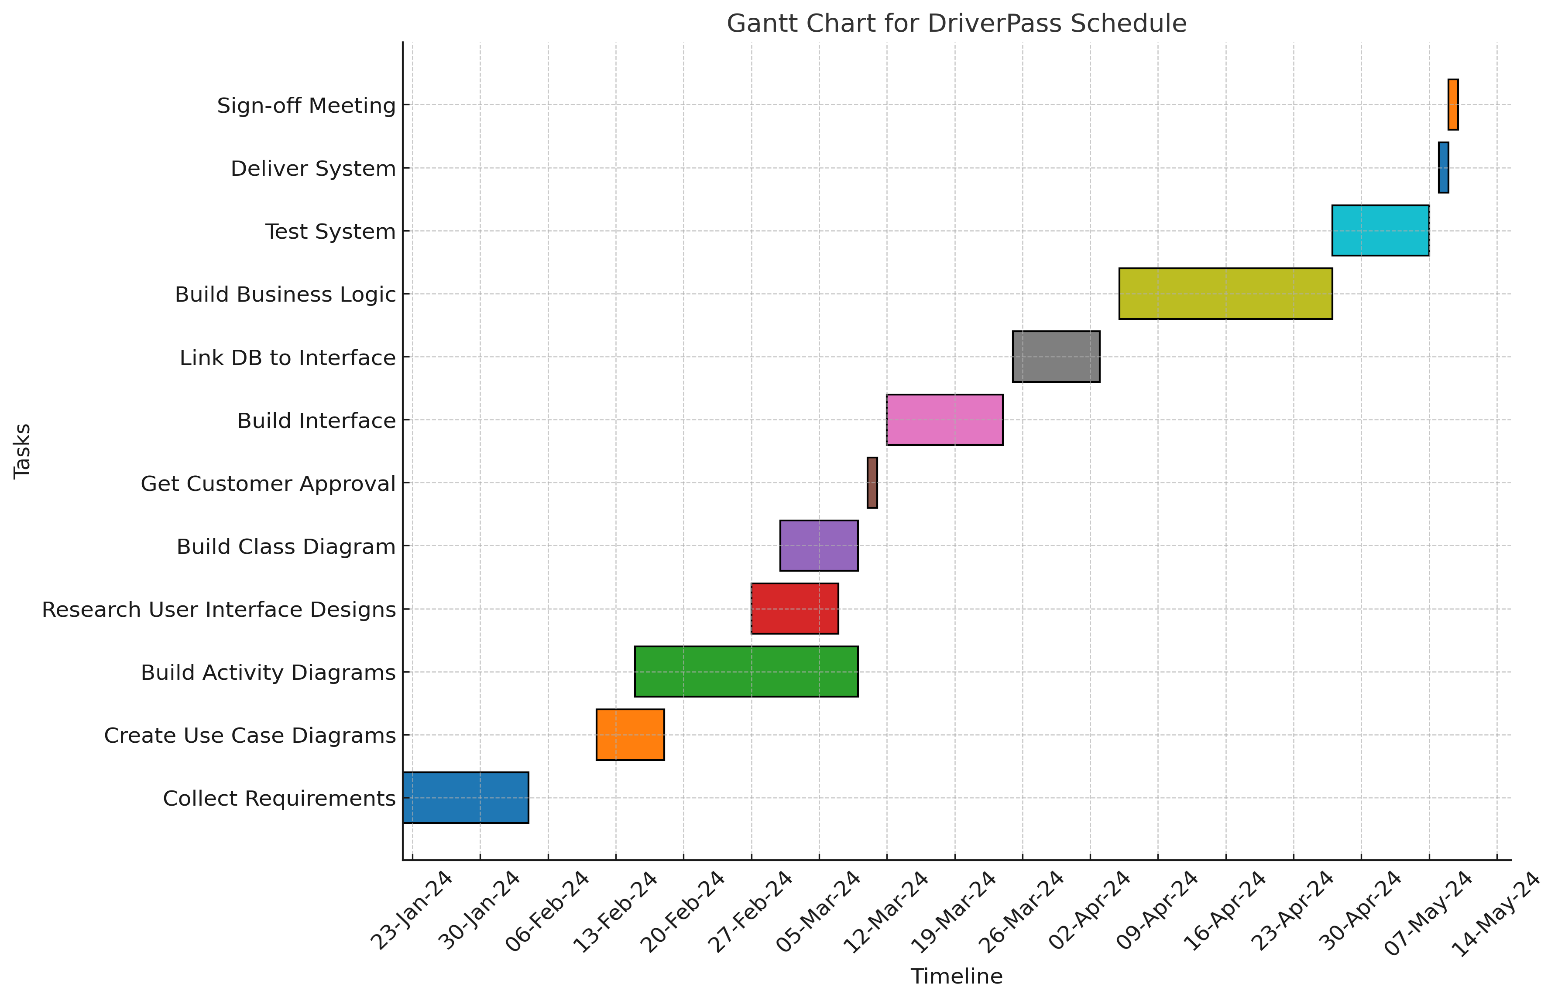 Gantt Chart for DriverPass Schedule
Sign-off Meeting
Deliver System
Test System
Build Business Logic
Link DB to Interface
Build Interface
Get Customer Approval
Build Class Diagram
Research User Interface Designs
Build Activity Diagrams
Create Use Case Diagrams
Collect Requirements
Tasks
23-Jan-24
30-Jan-24
06-Feb-24
13-Feb-24
20-Feb-24
27-Feb-24
05-Mar-24
12-Mar-24
19-Mar-24
26-Mar-24
02-Apr-24
09-Apr-24
16-Apr-24
23-Apr-24
30-Apr-24
07-May-24
14-May-24
Timeline